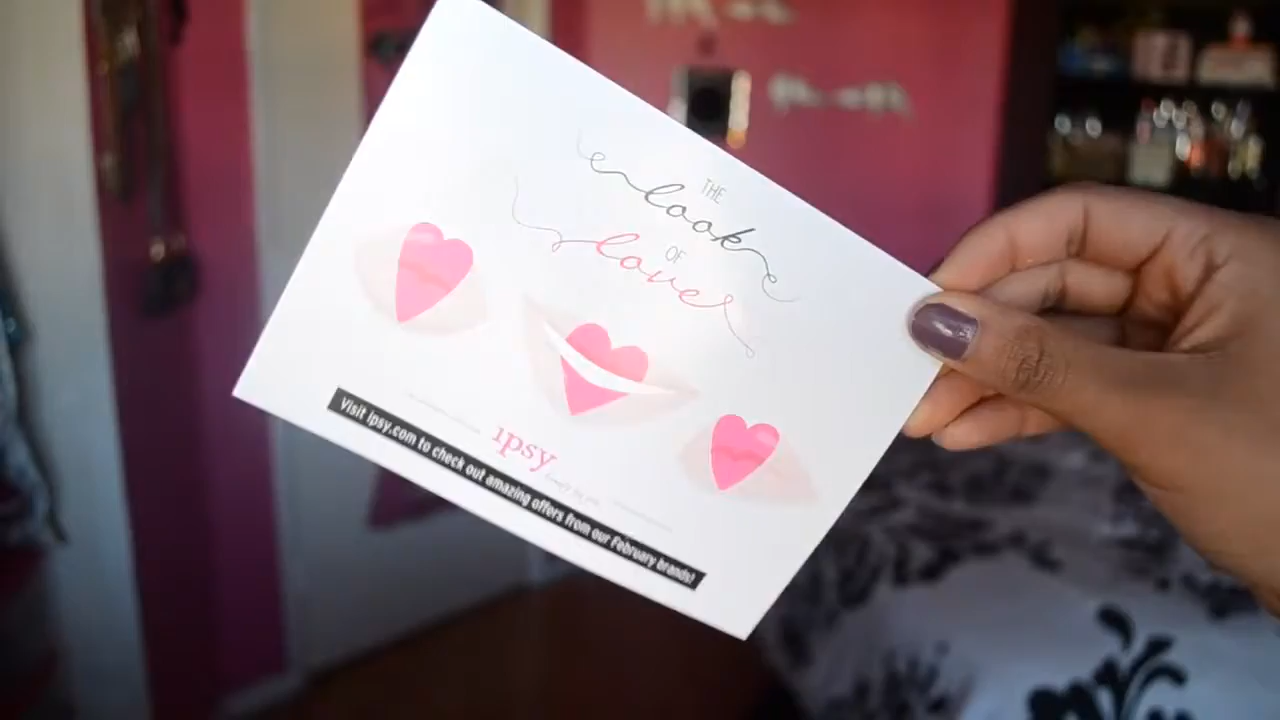 THE
look
OF
love
ipsy
Visit ipsy.com to check out amazing offers from our February brands!